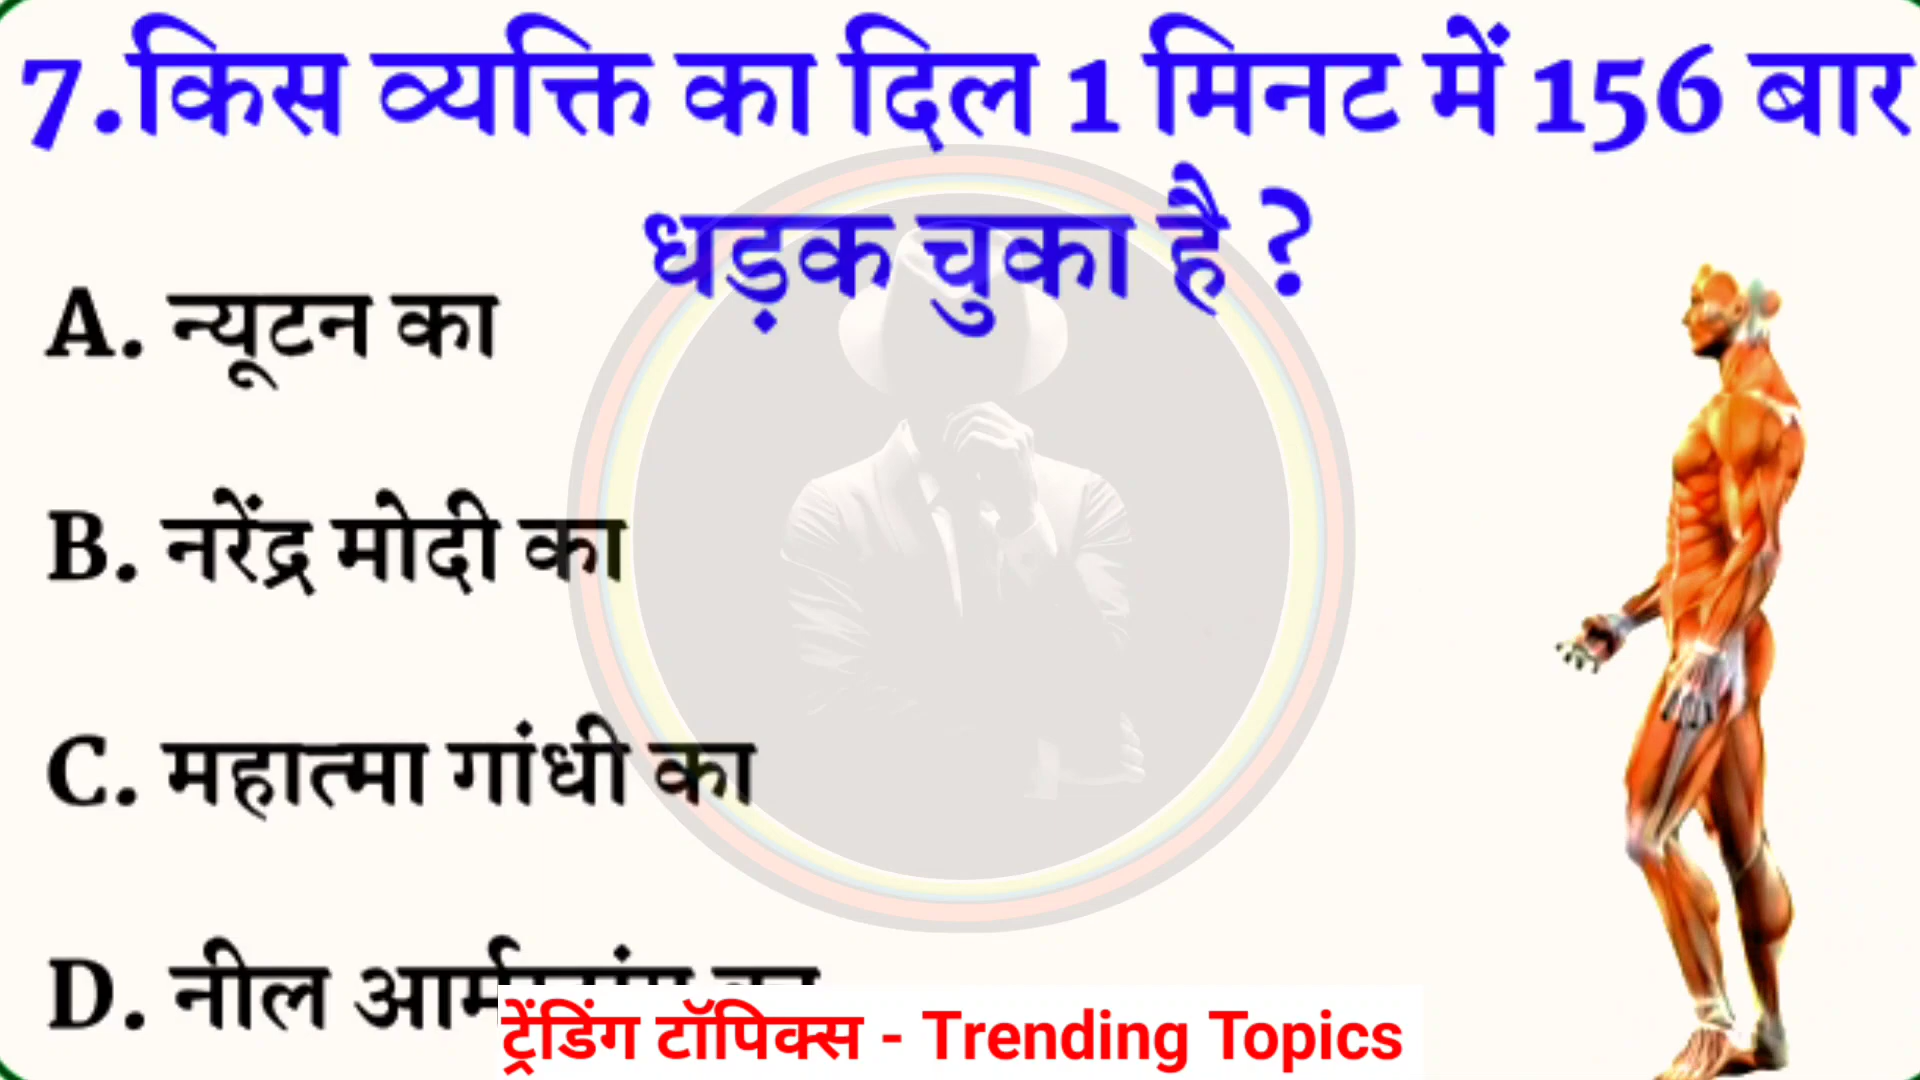 7.किस व्यक्ति का दिल 1 मिनट में 156 बार
धड़क चुका है ?
A. न्यूटन का
B. नरेंद्र मोदी का
C. महात्मा गांधी का
D. नील
ट्रेंडिंग टॉपिक्स - Trending Topics